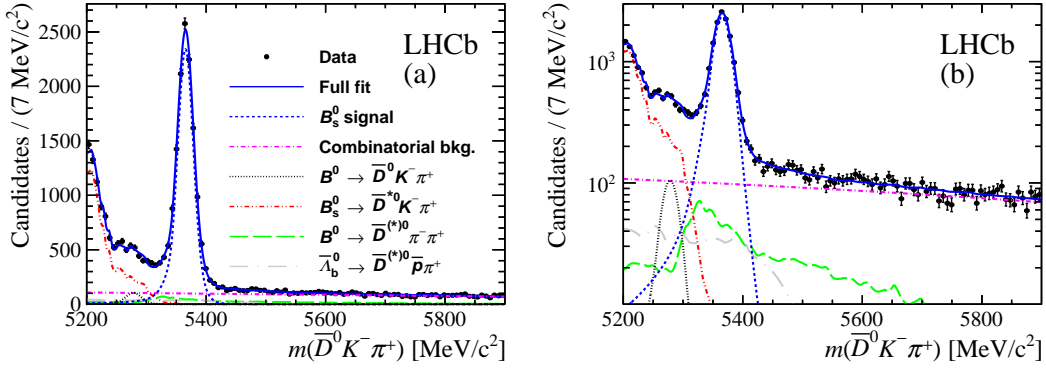 Candidates / (7 MeV/c²)
2500
2000
1500
1000
500
0
5200 5400 5600 5800
m(D̅⁰K⁻π⁺) [MeV/c²]
LHCb
(a)
Data
Full fit
B⁰ₛ signal
Combinatorial bkg.
B⁰ → D̅⁰K⁻π⁺
B⁰ₛ → D̅*⁰K⁻π⁺
B⁰ → D̅⁽*⁾⁰π⁻π⁺
Λ̅⁰_b → D̅⁽*⁾⁰p̅π⁺
Candidates / (7 MeV/c²)
10³
10²
5200 5400 5600 5800
m(D̅⁰K⁻π⁺) [MeV/c²]
LHCb
(b)